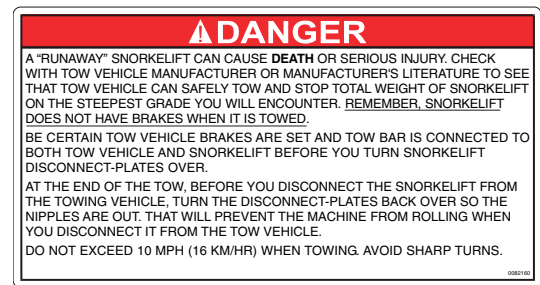 DANGER
A "RUNAWAY" SNORKELIFT CAN CAUSE DEATH OR SERIOUS INJURY. CHECK
WITH TOW VEHICLE MANUFACTURER OR MANUFACTURER'S LITERATURE TO SEE
THAT TOW VEHICLE CAN SAFELY TOW AND STOP TOTAL WEIGHT OF SNORKELIFT
ON THE STEEPEST GRADE YOU WILL ENCOUNTER. REMEMBER, SNORKELIFT
DOES NOT HAVE BRAKES WHEN IT IS TOWED.
BE CERTAIN TOW VEHICLE BRAKES ARE SET AND TOW BAR IS CONNECTED TO
BOTH TOW VEHICLE AND SNORKELIFT BEFORE YOU TURN SNORKELIFT
DISCONNECT-PLATES OVER.
AT THE END OF THE TOW, BEFORE YOU DISCONNECT THE SNORKELIFT FROM
THE TOWING VEHICLE, TURN THE DISCONNECT-PLATES BACK OVER SO THE
NIPPLES ARE OUT. THAT WILL PREVENT THE MACHINE FROM ROLLING WHEN
YOU DISCONNECT IT FROM THE TOW VEHICLE.
DO NOT EXCEED 10 MPH (16 KM/HR) WHEN TOWING. AVOID SHARP TURNS.
0082160